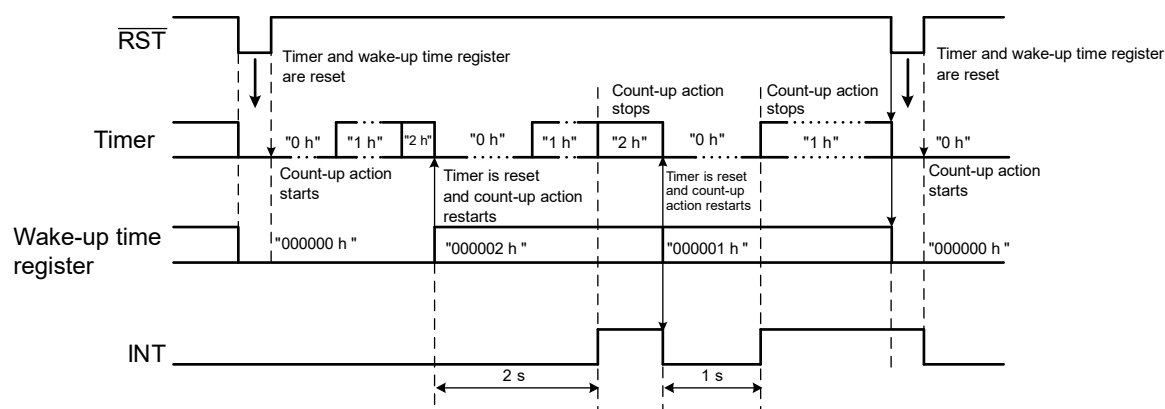 RST
Timer and wake-up time register
are reset
Timer and wake-up time register
are reset
Count-up action
stops
Count-up action
stops
Timer
"0 h"
"1 h"
"2 h"
"0 h"
"1 h"
"2 h"
"0 h"
"1 h"
"0 h"
Count-up action
starts
Timer is reset
and count-up action
restarts
Timer is reset
and count-up
action restarts
Count-up action
starts
Wake-up time
register
"000000 h "
"000002 h "
"000001 h "
"000000 h "
INT
2 s
1 s